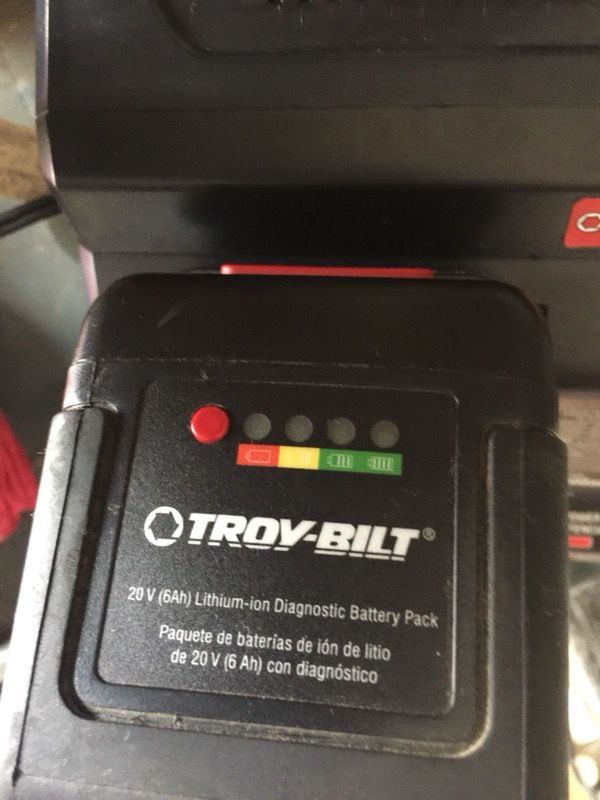 TROY-BILT®
20 V (6Ah) Lithium-ion Diagnostic Battery Pack
Paquete de baterías de ión de litio
de 20 V (6 Ah) con diagnóstico